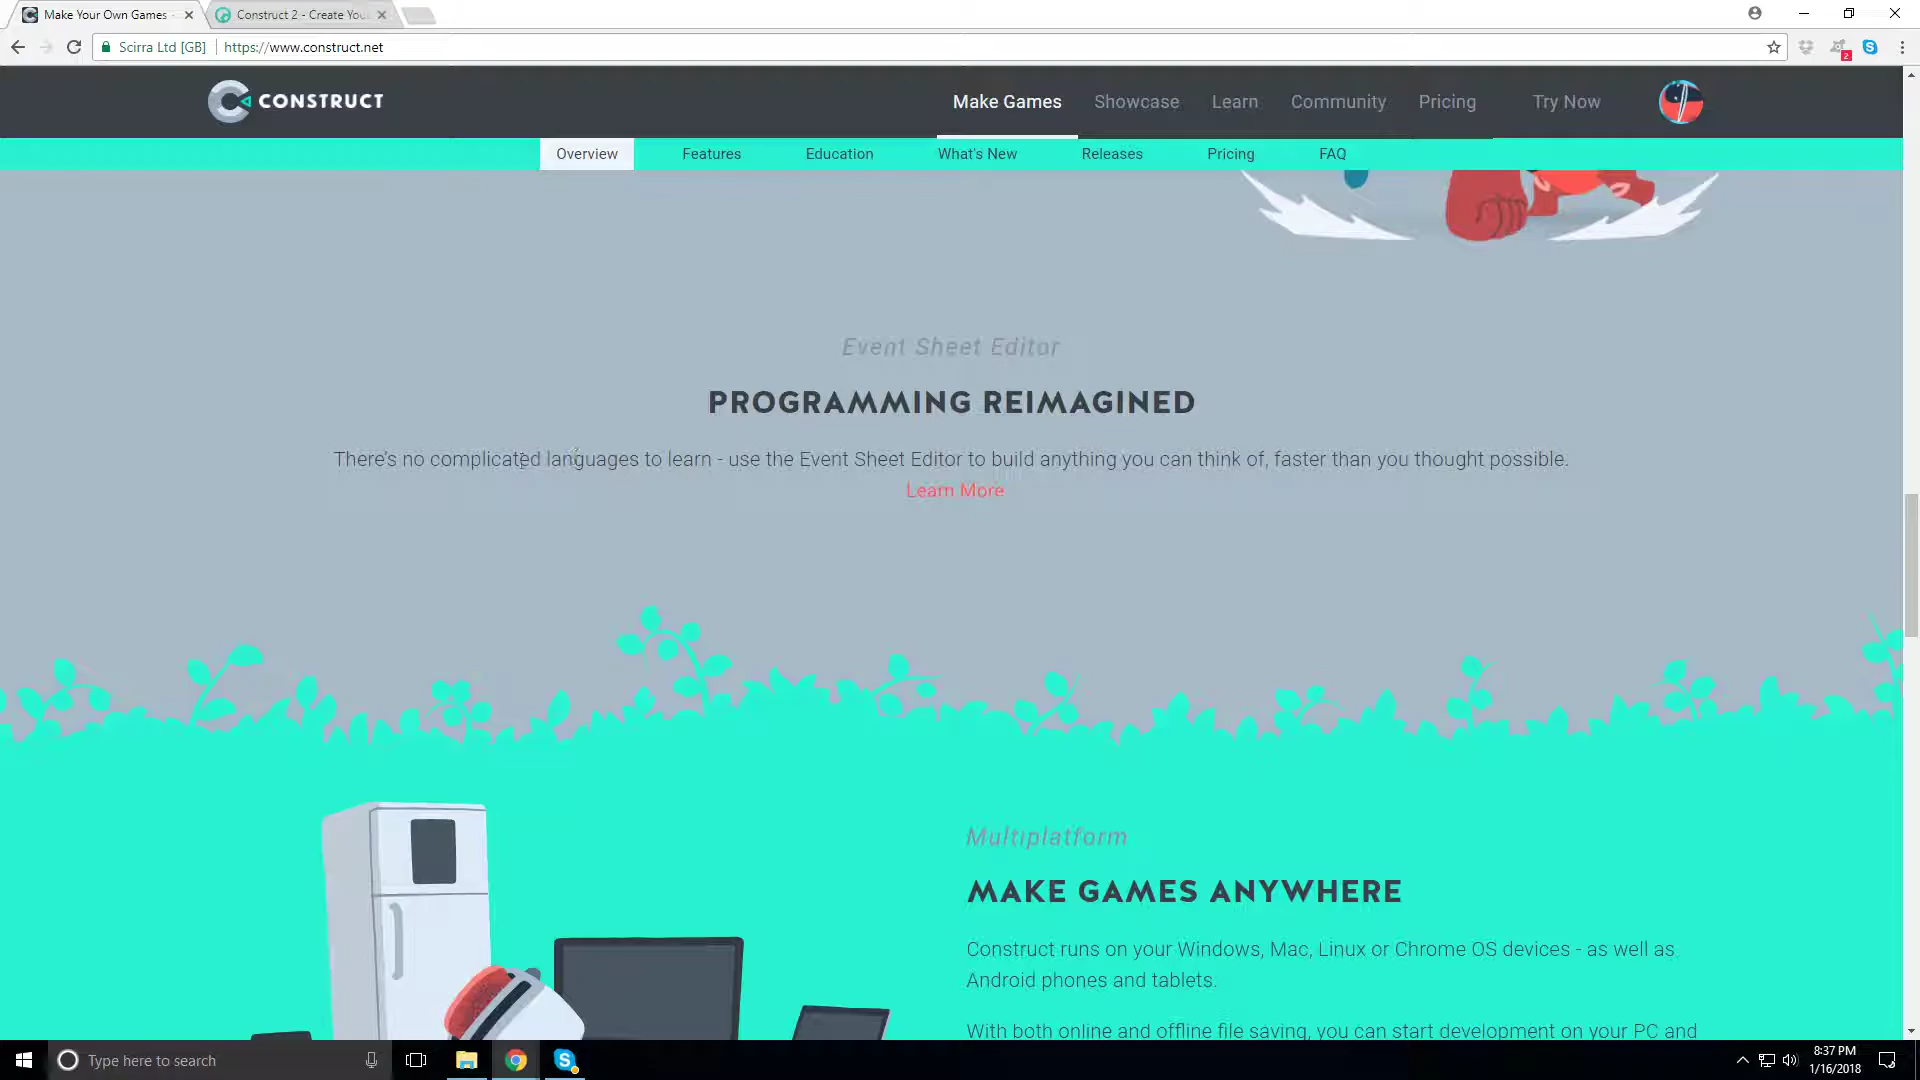 Make Your Own Games -
Construct 2 - Create You
Scirra Ltd [GB]
https://www.construct.net
2
CONSTRUCT
Make Games
Showcase
Learn
Community
Pricing
Try Now
Overview
Features
Education
What's New
Releases
Pricing
FAQ
Event Sheet Editor
PROGRAMMING REIMAGINED
There's no complicated languages to learn - use the Event Sheet Editor to build anything you can think of, faster than you thought possible.
Learn More
Multiplatform
MAKE GAMES ANYWHERE
Construct runs on your Windows, Mac, Linux or Chrome OS devices - as well as
Android phones and tablets.
With both online and offline file saving, you can start development on your PC and
Type here to search
8:37 PM
1/16/2018